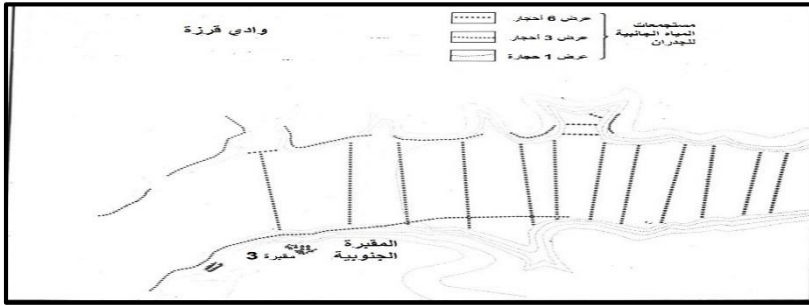 وادي قرزة
عرض 6 أحجار
عرض 3 أحجار
عرض 1 حجارة
مستجمعات
المياه الجانبية
للجدران
المقبرة
الجنوبية
مقبرة 3